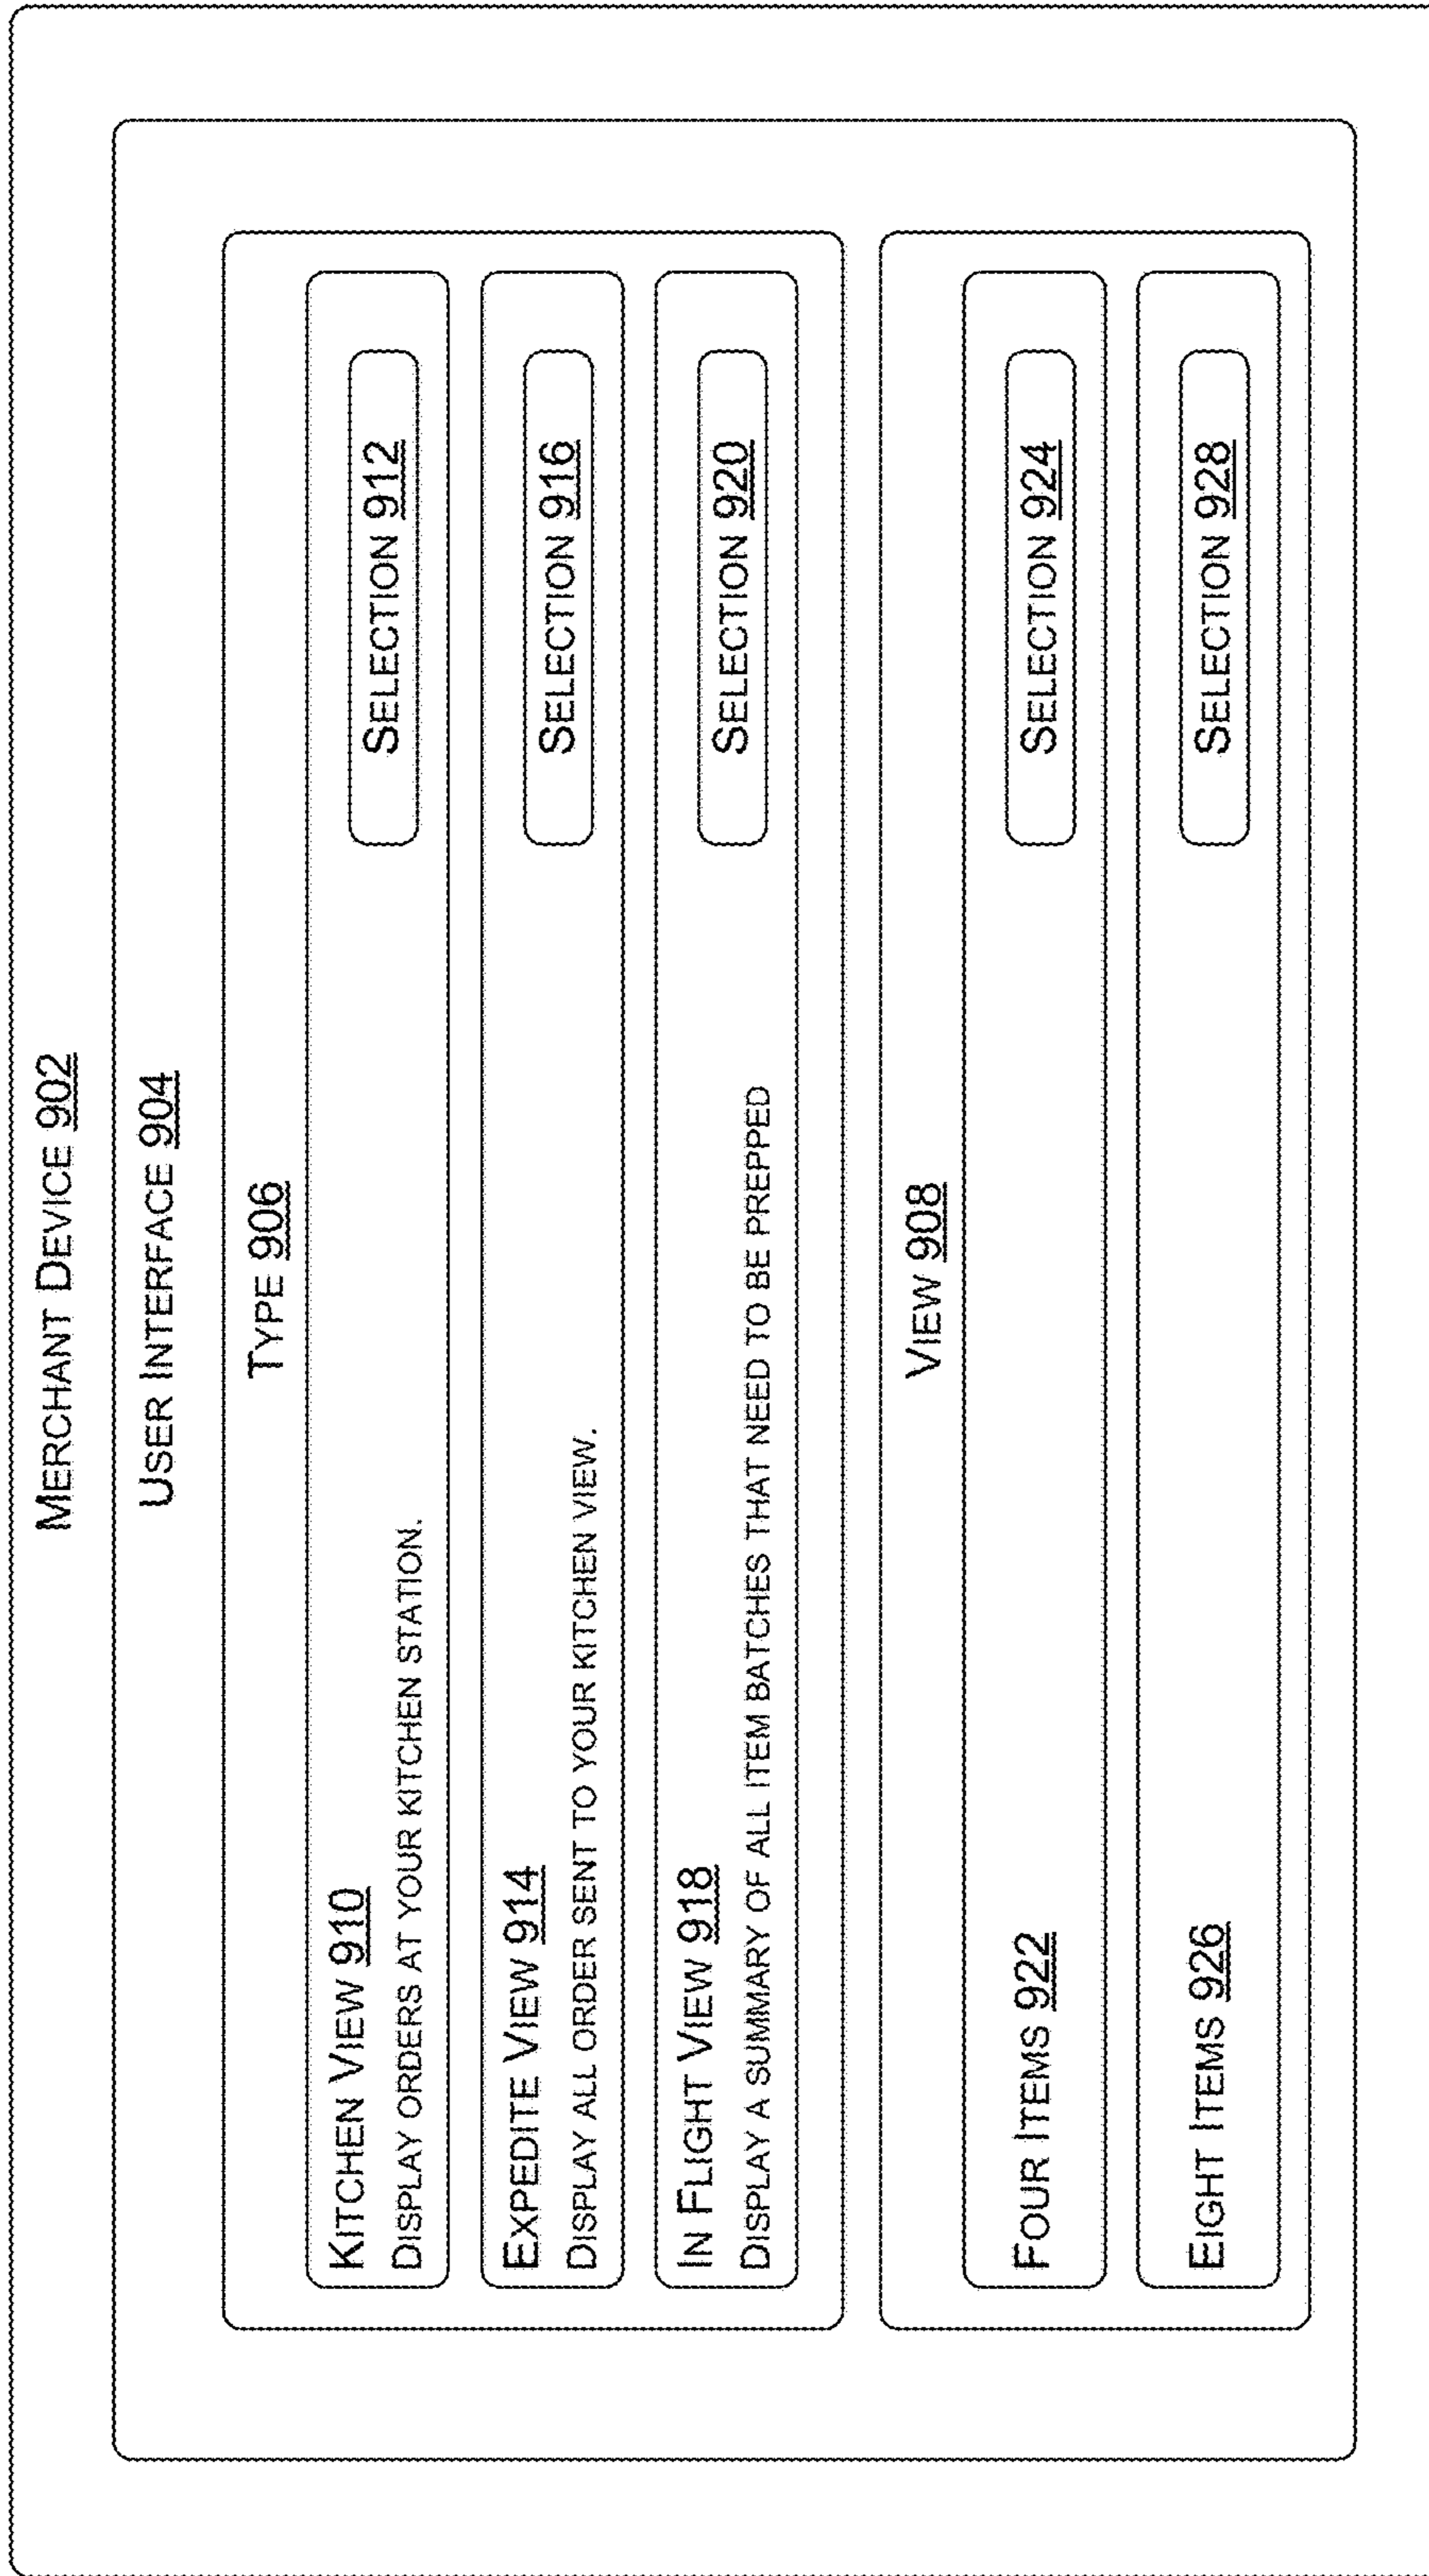 Merchant Device 902
User Interface 904
Type 906
Kitchen View 910
Display orders at your kitchen station.
Selection 912
Expedite View 914
Display all order sent to your kitchen view.
Selection 916
In Flight View 918
Display a summary of all item batches that need to be prepped
Selection 920
View 908
Four Items 922
Selection 924
Eight Items 926
Selection 928